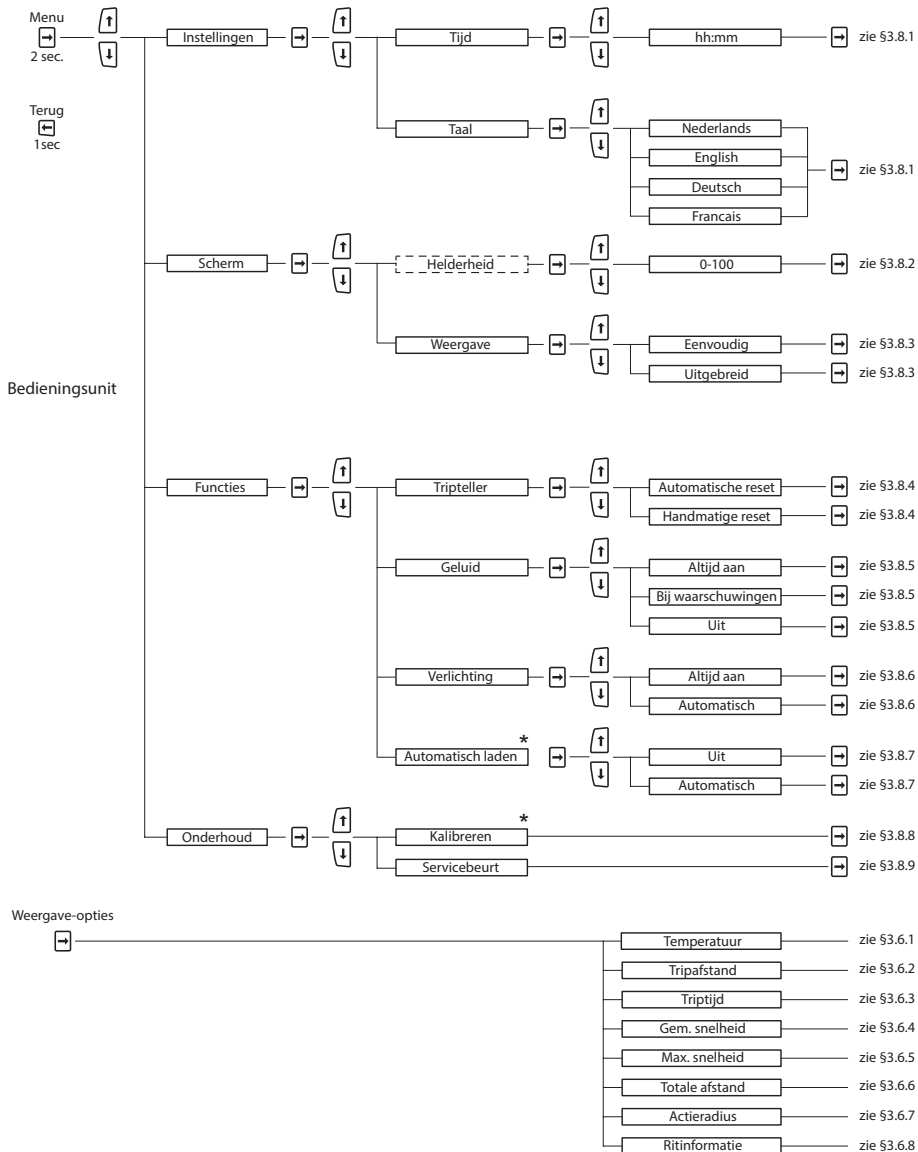 Menu
2 sec.
Instellingen
Tijd
hh:mm
zie §3.8.1
Terug
1sec
Taal
Nederlands
English
Deutsch
Francais
zie §3.8.1
Scherm
Helderheid
0-100
zie §3.8.2
Weergave
Eenvoudig
zie §3.8.3
Uitgebreid
zie §3.8.3
Bedieningsunit
Functies
Tripteller
Automatische reset
zie §3.8.4
Handmatige reset
zie §3.8.4
Geluid
Altijd aan
zie §3.8.5
Bij waarschuwingen
zie §3.8.5
Uit
zie §3.8.5
Verlichting
Altijd aan
zie §3.8.6
Automatisch
zie §3.8.6
Automatisch laden *
Uit
zie §3.8.7
Automatisch
zie §3.8.7
Onderhoud
Kalibreren *
zie §3.8.8
Servicebeurt
zie §3.8.9
Weergave-opties
Temperatuur
zie §3.6.1
Tripafstand
zie §3.6.2
Triptijd
zie §3.6.3
Gem. snelheid
zie §3.6.4
Max. snelheid
zie §3.6.5
Totale afstand
zie §3.6.6
Actieradius
zie §3.6.7
Ritinformatie
zie §3.6.8